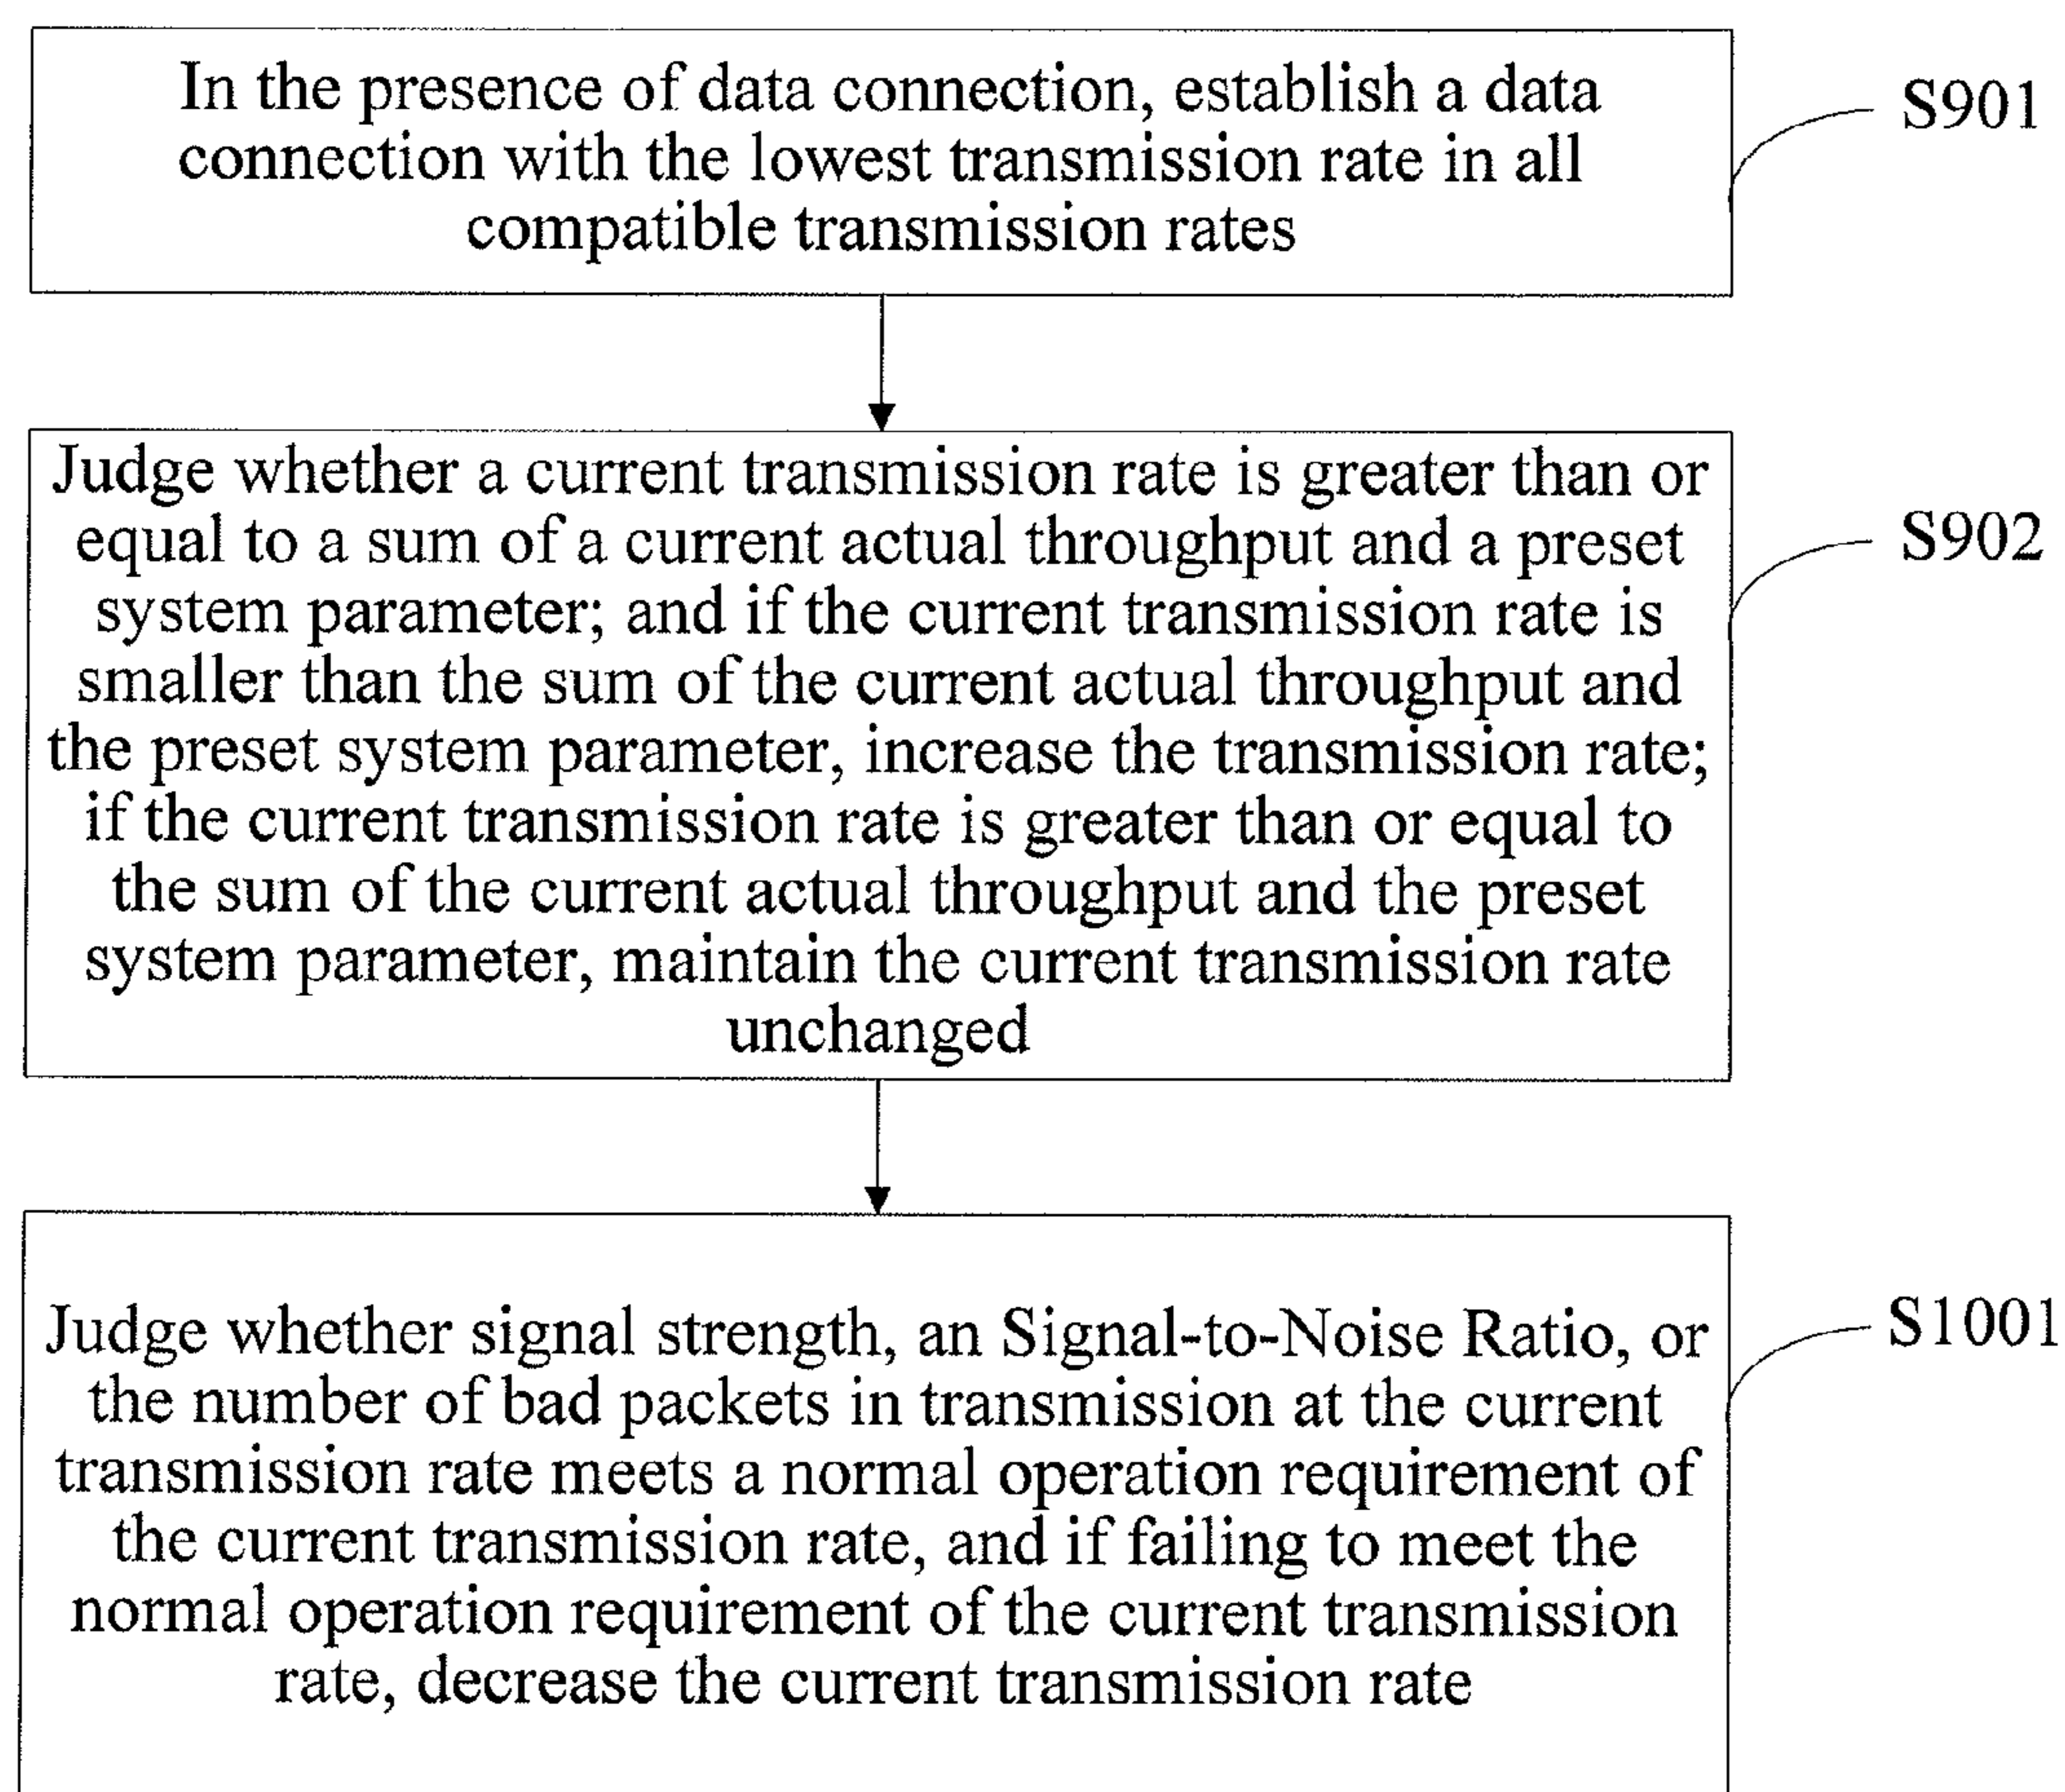 In the presence of data connection, establish a data
connection with the lowest transmission rate in all
compatible transmission rates
S901
Judge whether a current transmission rate is greater than or
equal to a sum of a current actual throughput and a preset
system parameter; and if the current transmission rate is
smaller than the sum of the current actual throughput and
the preset system parameter, increase the transmission rate;
if the current transmission rate is greater than or equal to
the sum of the current actual throughput and the preset
system parameter, maintain the current transmission rate
unchanged
S902
Judge whether signal strength, an Signal-to-Noise Ratio, or
the number of bad packets in transmission at the current
transmission rate meets a normal operation requirement of
the current transmission rate, and if failing to meet the
normal operation requirement of the current transmission
rate, decrease the current transmission rate
S1001